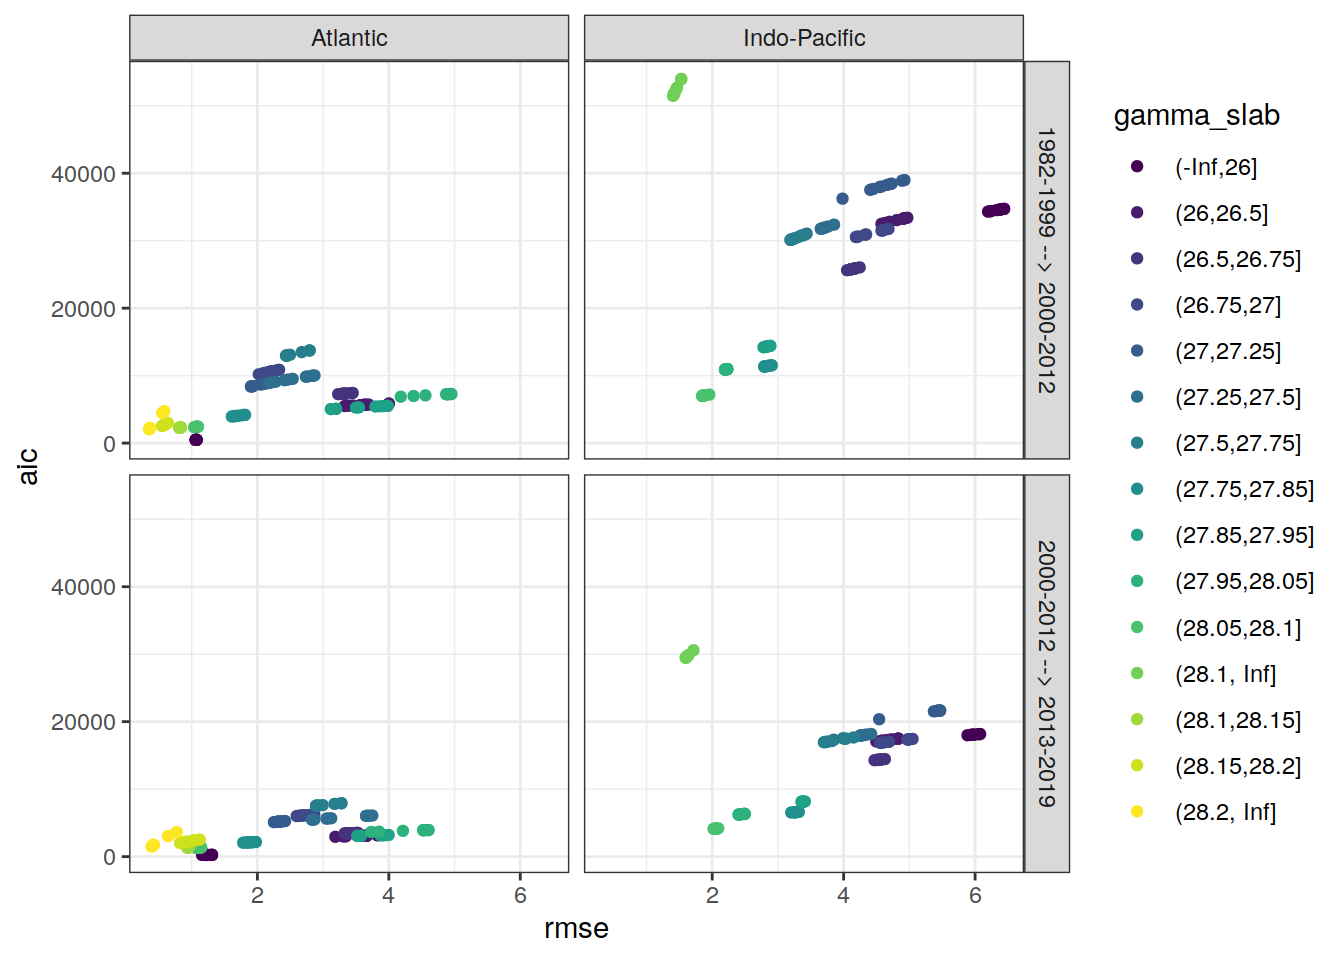 Atlantic
Indo-Pacific
40000
20000
0
1982-1999 --> 2000-2012
40000
20000
0
2000-2012 --> 2013-2019
2
4
6
2
4
6
rmse
aic
gamma_slab
(-Inf,26]
(26,26.5]
(26.5,26.75]
(26.75,27]
(27,27.25]
(27.25,27.5]
(27.5,27.75]
(27.75,27.85]
(27.85,27.95]
(27.95,28.05]
(28.05,28.1]
(28.1, Inf]
(28.1,28.15]
(28.15,28.2]
(28.2, Inf]